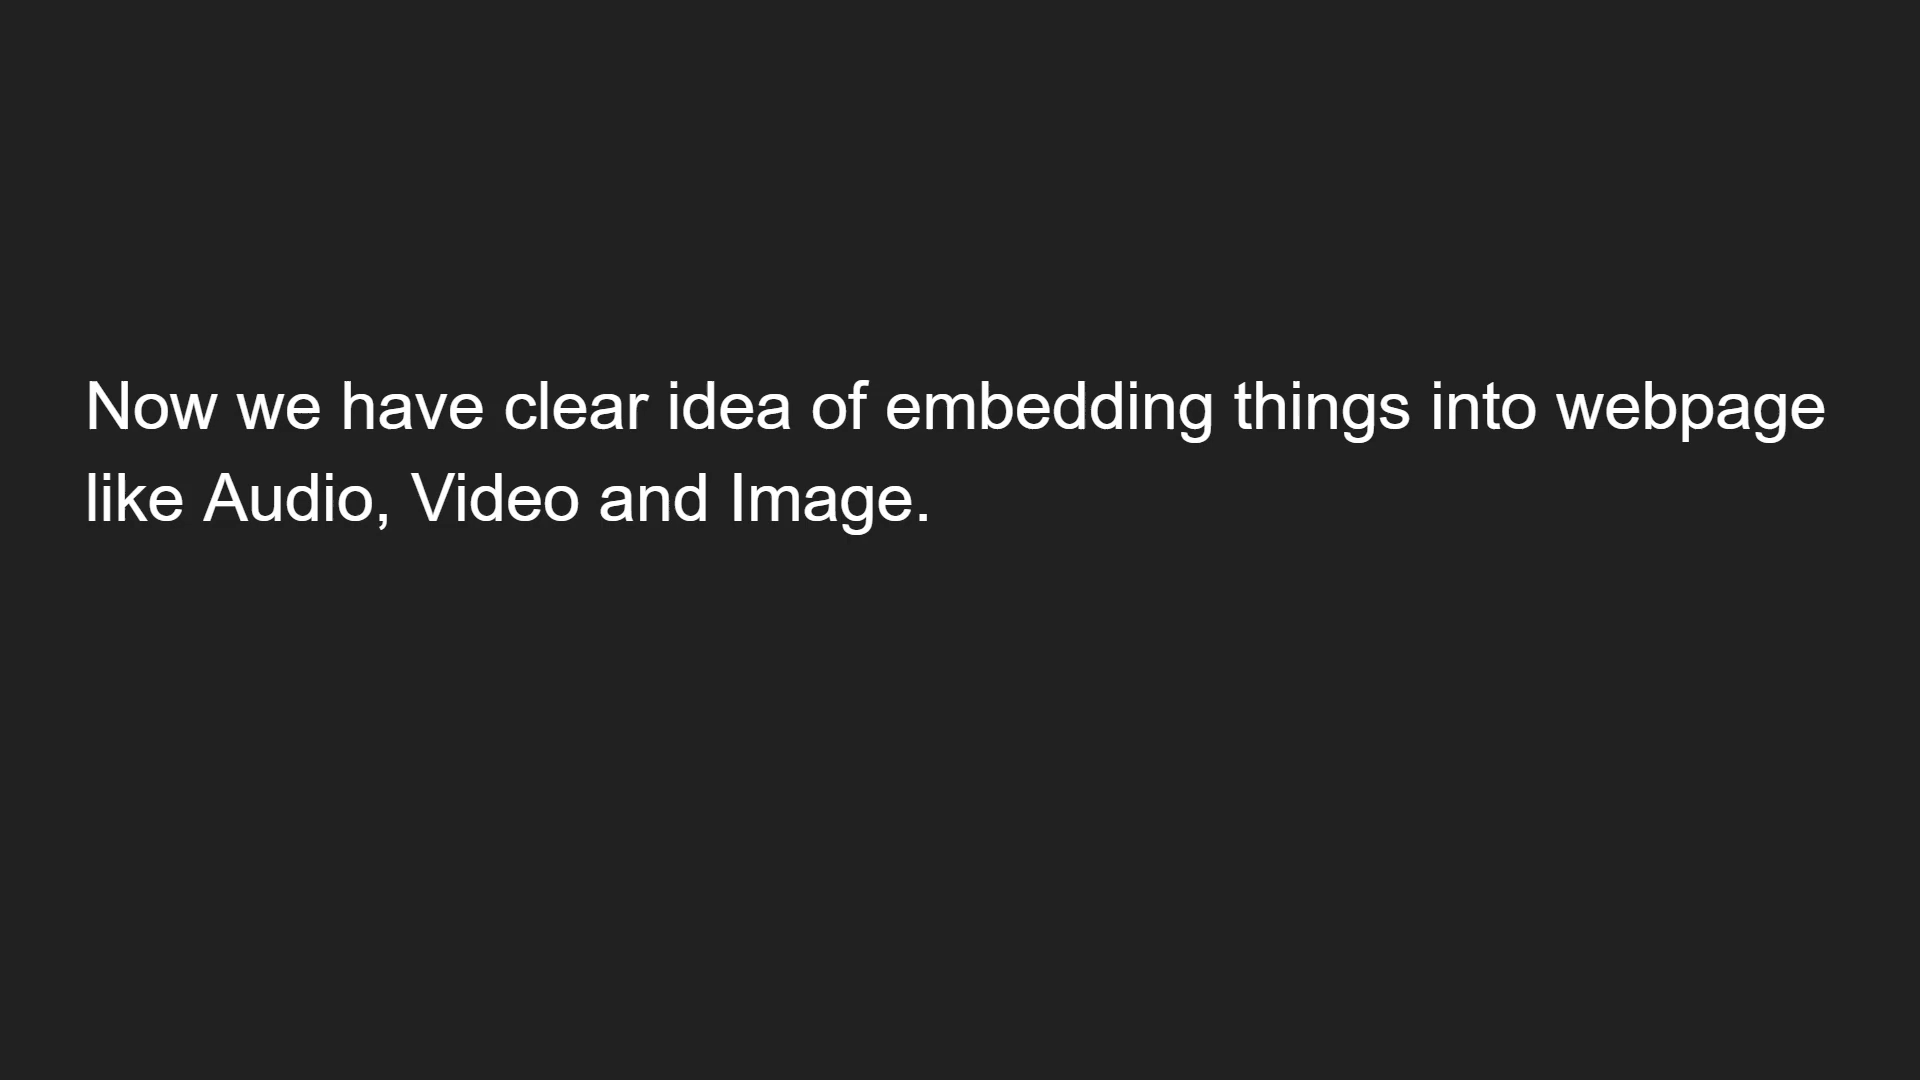 Now we have clear idea of embedding things into webpage
like Audio, Video and Image.